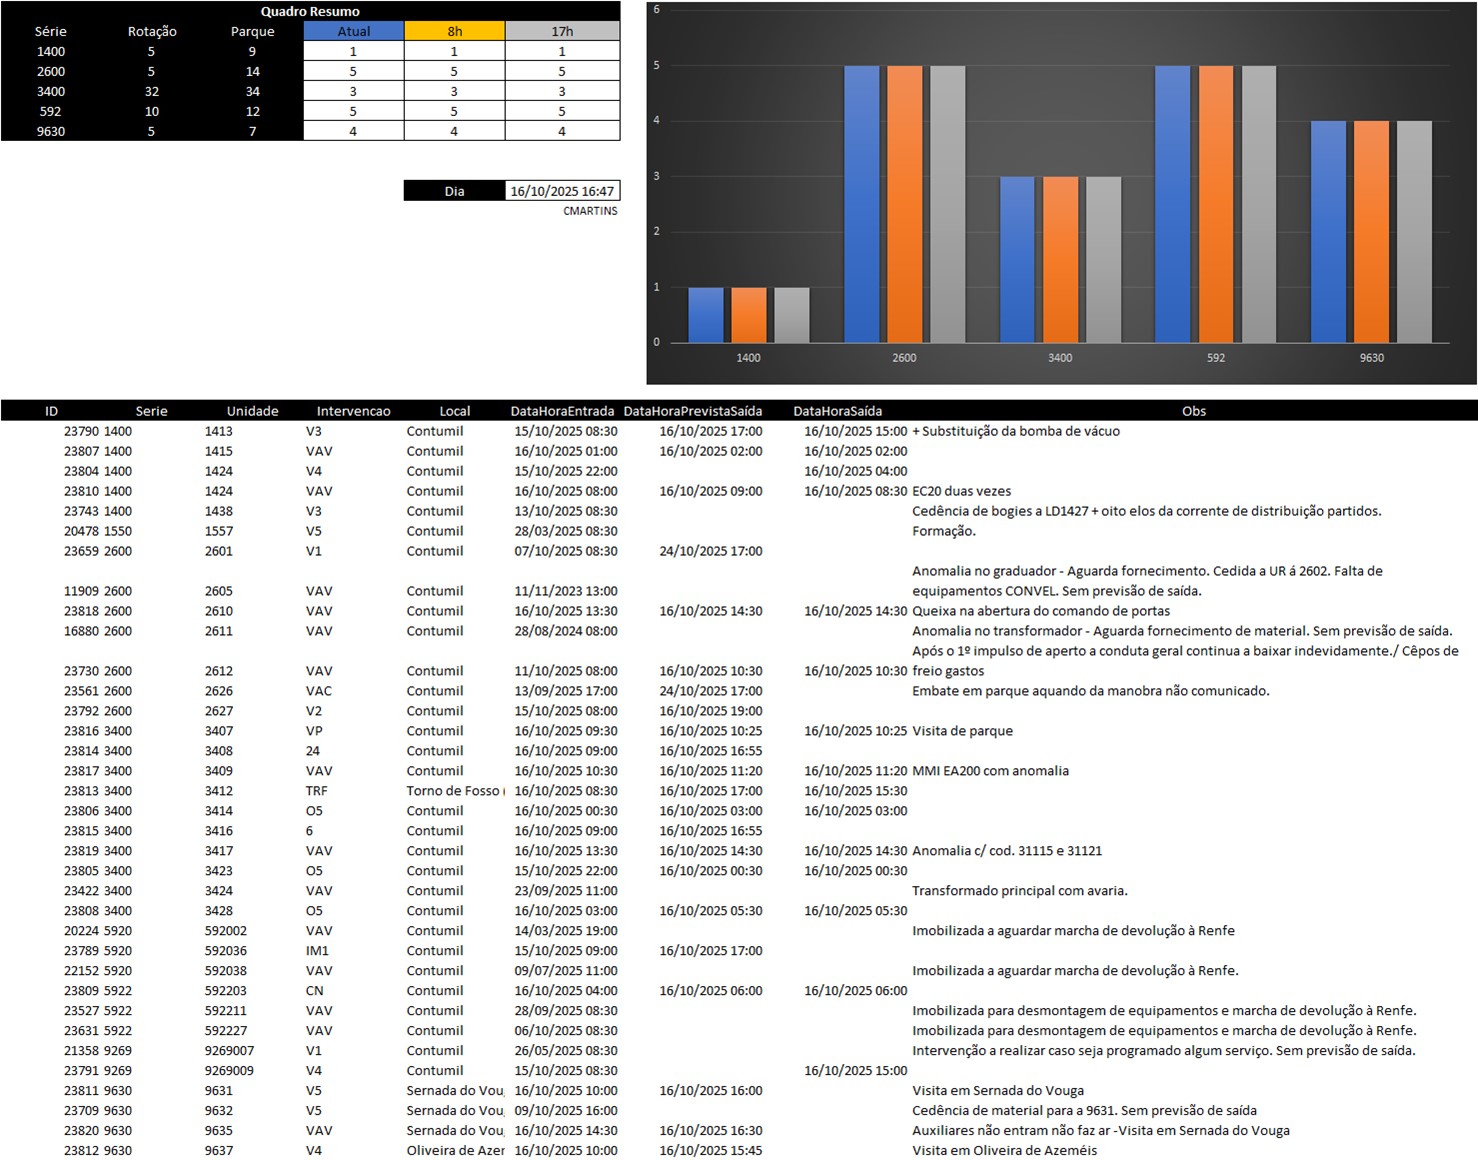 Quadro Resumo
Série Rotação Parque Atual 8h 17h
1400 5 9 1 1 1
2600 5 14 5 5 5
3400 32 34 3 3 3
592 10 12 5 5 5
9630 5 7 4 4 4
Dia 16/10/2025 16:47
CMARTINS
6
5
4
3
2
1
0
1400 2600 3400 592 9630
ID Serie Unidade Intervencao Local DataHoraEntrada DataHoraPrevistaSaída DataHoraSaída Obs
23790 1400 1413 V3 Contumil 15/10/2025 08:30 16/10/2025 17:00 16/10/2025 15:00 + Substituição da bomba de vácuo
23807 1400 1415 VAV Contumil 16/10/2025 01:00 16/10/2025 02:00 16/10/2025 02:00
23804 1400 1424 V4 Contumil 15/10/2025 22:00 16/10/2025 04:00
23810 1400 1424 VAV Contumil 16/10/2025 08:00 16/10/2025 09:00 16/10/2025 08:30 EC20 duas vezes
23743 1400 1438 V3 Contumil 13/10/2025 08:30 Cedência de bogies a LD1427 + oito elos da corrente de distribuição partidos.
20478 1550 1557 V5 Contumil 28/03/2025 08:30 Formação.
23659 2600 2601 V1 Contumil 07/10/2025 08:30 24/10/2025 17:00
Anomalia no graduador - Aguarda fornecimento. Cedida a UR á 2602. Falta de
11909 2600 2605 VAV Contumil 11/11/2023 13:00 equipamentos CONVEL. Sem previsão de saída.
23818 2600 2610 VAV Contumil 16/10/2025 13:30 16/10/2025 14:30 16/10/2025 14:30 Queixa na abertura do comando de portas
16880 2600 2611 VAV Contumil 28/08/2024 08:00 Anomalia no transformador - Aguarda fornecimento de material. Sem previsão de saída.
Após o 1º impulso de aperto a conduta geral continua a baixar indevidamente./ Cêpos de
23730 2600 2612 VAV Contumil 11/10/2025 08:00 16/10/2025 10:30 16/10/2025 10:30 freio gastos
23561 2600 2626 VAC Contumil 13/09/2025 17:00 24/10/2025 17:00 Embate em parque aquando da manobra não comunicado.
23792 2600 2627 V2 Contumil 15/10/2025 08:00 16/10/2025 19:00
23816 3400 3407 VP Contumil 16/10/2025 09:30 16/10/2025 10:25 16/10/2025 10:25 Visita de parque
23814 3400 3408 24 Contumil 16/10/2025 09:00 16/10/2025 16:55
23817 3400 3409 VAV Contumil 16/10/2025 10:30 16/10/2025 11:20 16/10/2025 11:20 MMI EA200 com anomalia
23813 3400 3412 TRF Torno de Fosso ( 16/10/2025 08:30 16/10/2025 17:00 16/10/2025 15:30
23806 3400 3414 O5 Contumil 16/10/2025 00:30 16/10/2025 03:00 16/10/2025 03:00
23815 3400 3416 6 Contumil 16/10/2025 09:00 16/10/2025 16:55
23819 3400 3417 VAV Contumil 16/10/2025 13:30 16/10/2025 14:30 16/10/2025 14:30 Anomalia c/ cod. 31115 e 31121
23805 3400 3423 O5 Contumil 15/10/2025 22:00 16/10/2025 00:30 16/10/2025 00:30
23422 3400 3424 VAV Contumil 23/09/2025 11:00 Transformado principal com avaria.
23808 3400 3428 O5 Contumil 16/10/2025 03:00 16/10/2025 05:30 16/10/2025 05:30
20224 5920 592002 VAV Contumil 14/03/2025 19:00 Imobilizada a aguardar marcha de devolução à Renfe
23789 5920 592036 IM1 Contumil 15/10/2025 09:00 16/10/2025 17:00
22152 5920 592038 VAV Contumil 09/07/2025 11:00 Imobilizada a aguardar marcha de devolução à Renfe.
23809 5922 592203 CN Contumil 16/10/2025 04:00 16/10/2025 06:00 16/10/2025 06:00
23527 5922 592211 VAV Contumil 28/09/2025 08:30 Imobilizada para desmontagem de equipamentos e marcha de devolução à Renfe.
23631 5922 592227 VAV Contumil 06/10/2025 08:30 Imobilizada para desmontagem de equipamentos e marcha de devolução à Renfe.
21358 9269 9269007 V1 Contumil 26/05/2025 08:30 Intervenção a realizar caso seja programado algum serviço. Sem previsão de saída.
23791 9269 9269009 V4 Contumil 15/10/2025 08:30 16/10/2025 15:00
23811 9630 9631 V5 Sernada do Vou 16/10/2025 10:00 16/10/2025 16:00 Visita em Sernada do Vouga
23709 9630 9632 V5 Sernada do Vou 09/10/2025 16:00 Cedência de material para a 9631. Sem previsão de saída
23820 9630 9635 VAV Sernada do Vou 16/10/2025 14:30 16/10/2025 16:30 Auxiliares não entram não faz ar -Visita em Sernada do Vouga
23812 9630 9637 V4 Oliveira de Azer 16/10/2025 10:00 16/10/2025 15:45 Visita em Oliveira de Azeméis